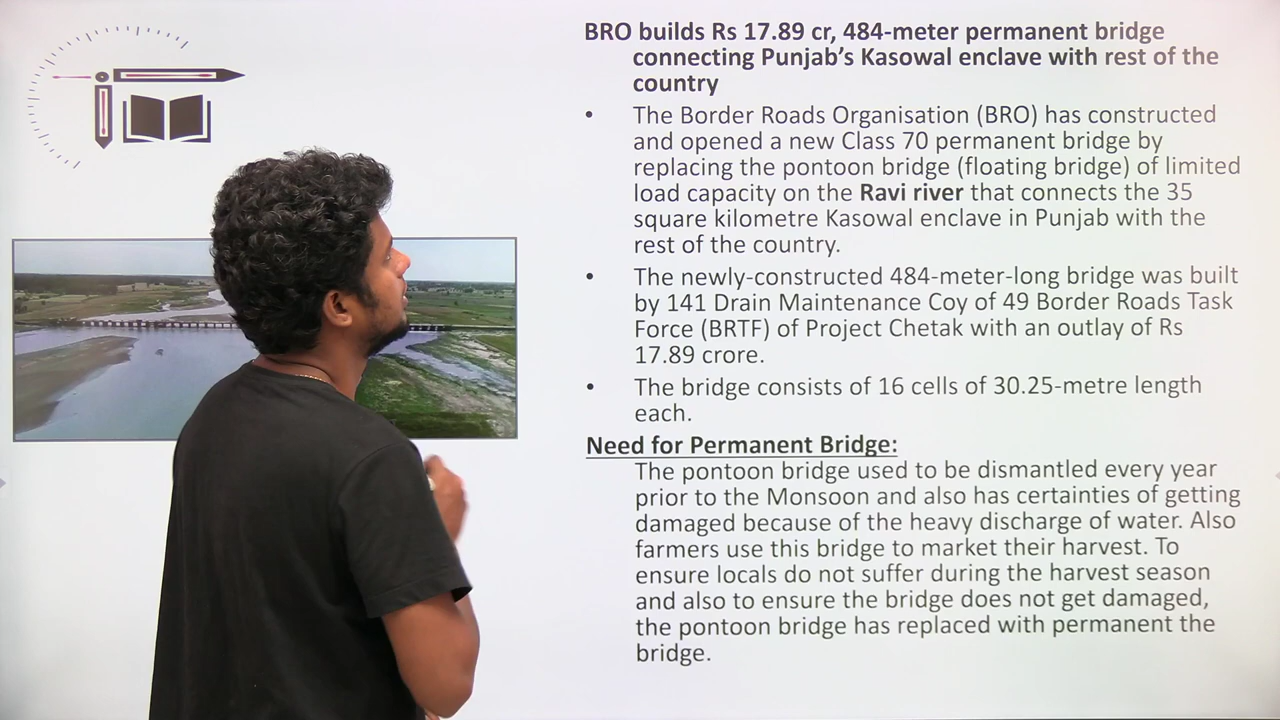 BRO builds Rs 17.89 cr, 484-meter permanent bridge
connecting Punjab’s Kasowal enclave with rest of the
country
• The Border Roads Organisation (BRO) has constructed
and opened a new Class 70 permanent bridge by
replacing the pontoon bridge (floating bridge) of limited
load capacity on the Ravi river that connects the 35
square kilometre Kasowal enclave in Punjab with the
rest of the country.
• The newly-constructed 484-meter-long bridge was built
by 141 Drain Maintenance Coy of 49 Border Roads Task
Force (BRTF) of Project Chetak with an outlay of Rs
17.89 crore.
• The bridge consists of 16 cells of 30.25-metre length
each.
Need for Permanent Bridge:
The pontoon bridge used to be dismantled every year
prior to the Monsoon and also has certainties of getting
damaged because of the heavy discharge of water. Also
farmers use this bridge to market their harvest. To
ensure locals do not suffer during the harvest season
and also to ensure the bridge does not get damaged,
the pontoon bridge has replaced with permanent the
bridge.